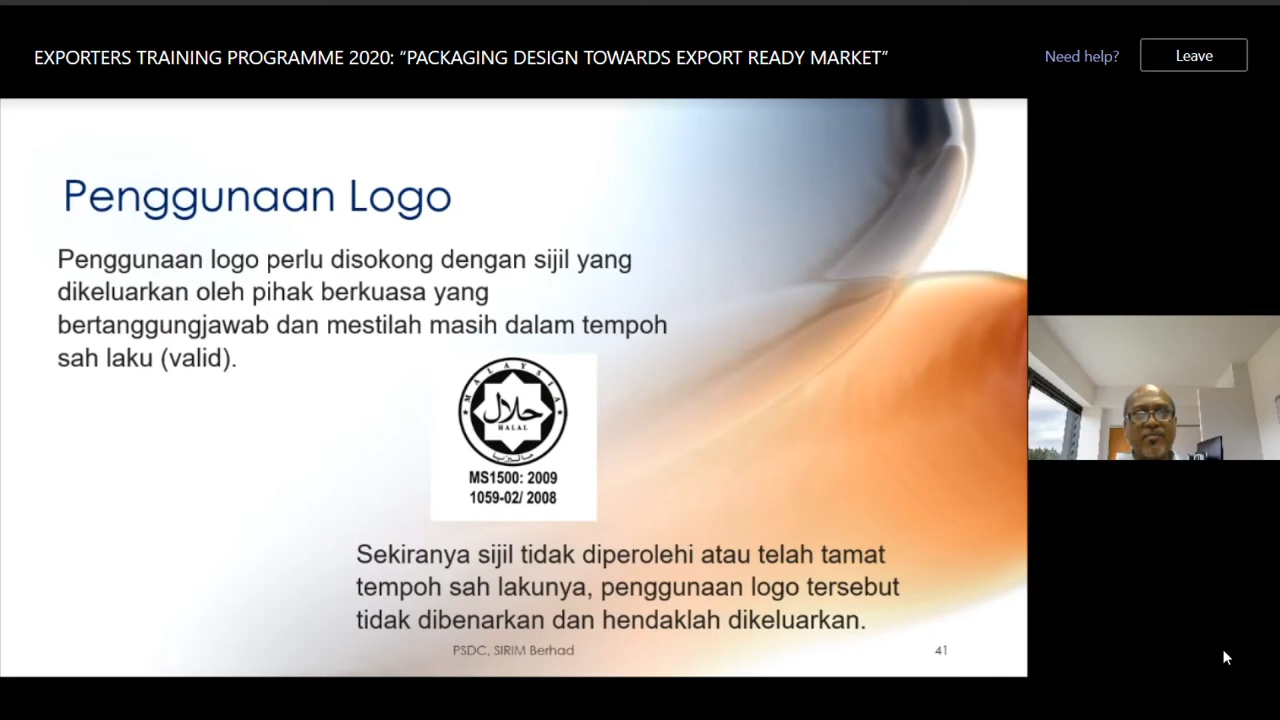 EXPORTERS TRAINING PROGRAMME 2020: “PACKAGING DESIGN TOWARDS EXPORT READY MARKET”
Need help?
Leave
Penggunaan Logo
Penggunaan logo perlu disokong dengan sijil yang
dikeluarkan oleh pihak berkuasa yang
bertanggungjawab dan mestilah masih dalam tempoh
sah laku (valid).
MALAYSIA
حلال
HALAL
ماليزيا
MS1500: 2009
1059-02/ 2008
Sekiranya sijil tidak diperolehi atau telah tamat
tempoh sah lakunya, penggunaan logo tersebut
tidak dibenarkan dan hendaklah dikeluarkan.
PSDC, SIRIM Berhad
41